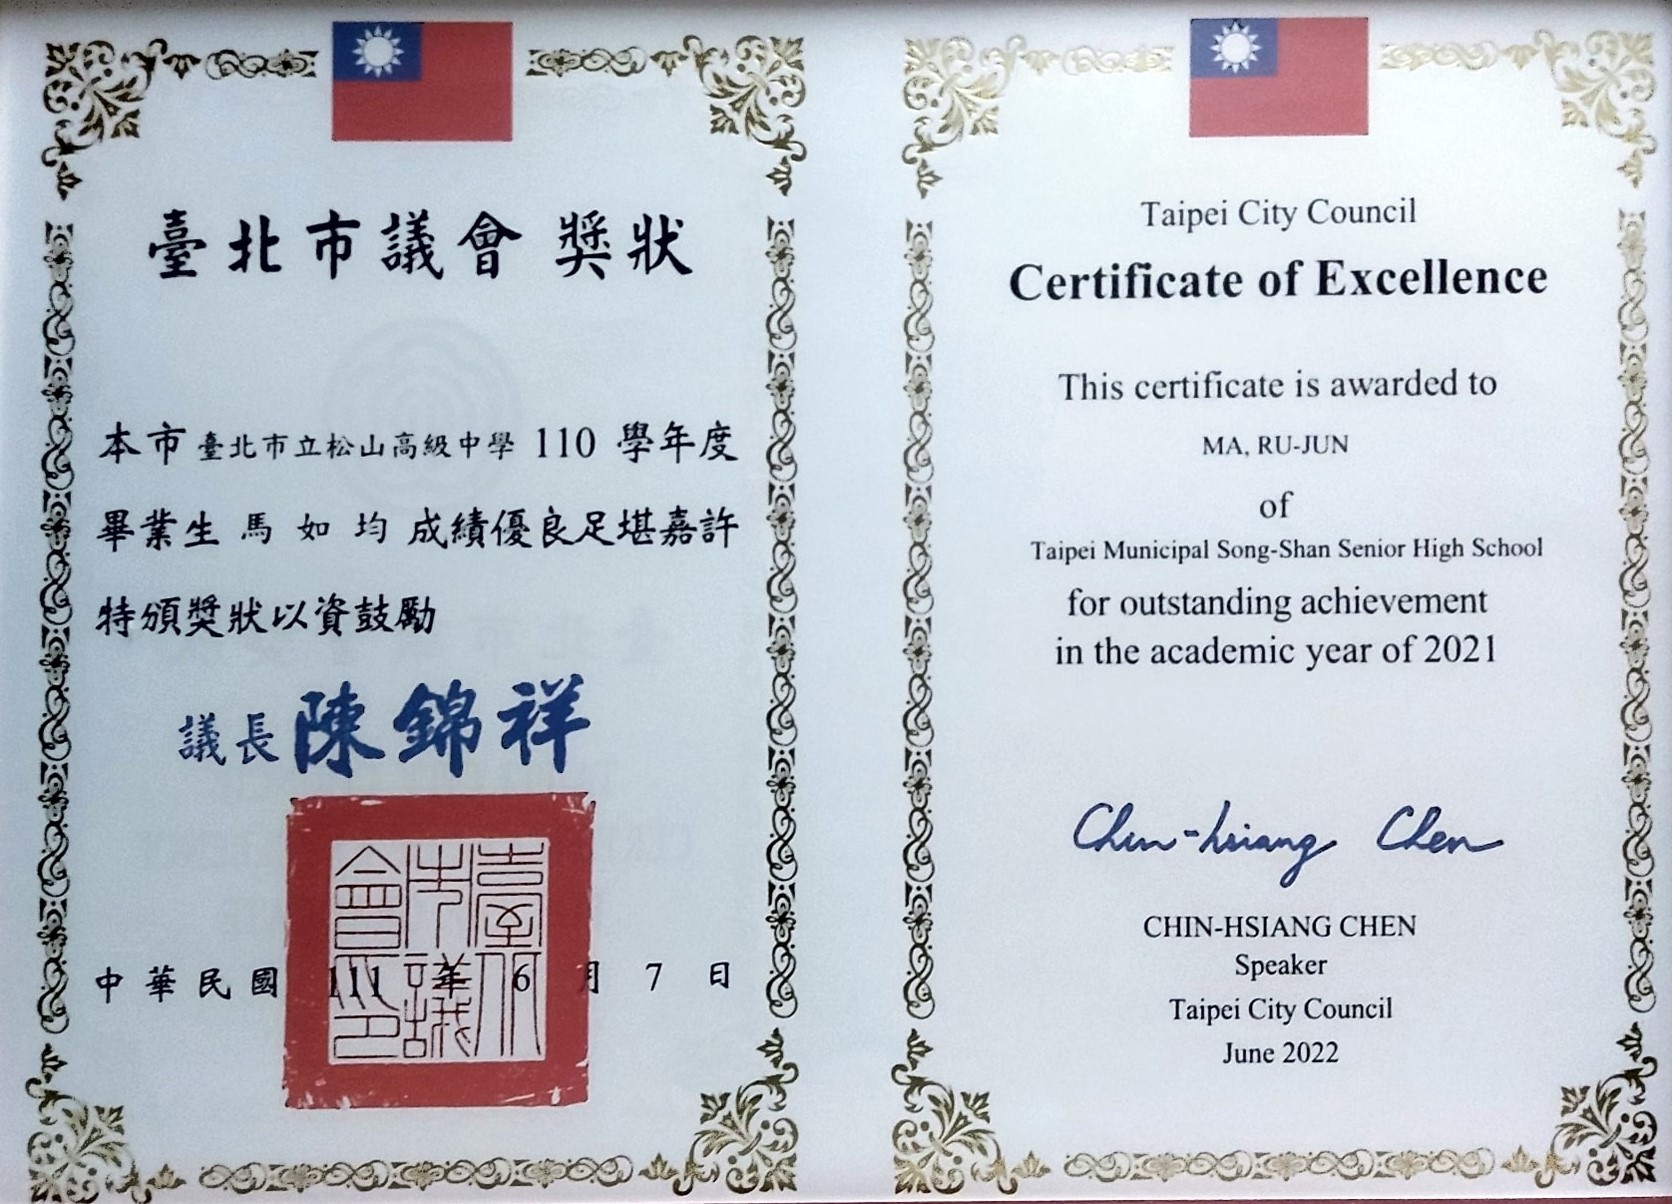 臺北市議會 獎狀
本市 臺北市立松山高級中學 110 學年度
畢業生 馬 如 均 成績優良足堪嘉許
特頒獎狀以資鼓勵
議長 陳錦祥
臺北市議會印
中華民國 111 年 6 月 7 日
Taipei City Council
Certificate of Excellence
This certificate is awarded to
MA, RU-JUN
of
Taipei Municipal Song-Shan Senior High School
for outstanding achievement
in the academic year of 2021
Chin-hsiang Chen
CHIN-HSIANG CHEN
Speaker
Taipei City Council
June 2022